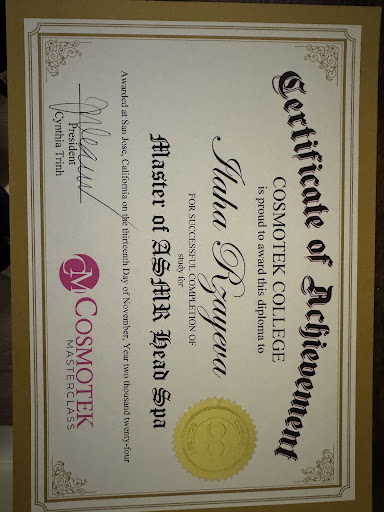 Certificate of Achievement
COSMOTEK COLLEGE
is proud to award this diploma to
Ilaha Rzayeva
FOR SUCCESSFUL COMPLETION OF
study for
Master of ASMR Head Spa
Awarded at San Jose, California on the thirteenth Day of November, Year two thousand twenty-four
President
Cynthia Trinh
CM COSMOTEK
MASTERCLASS
CC